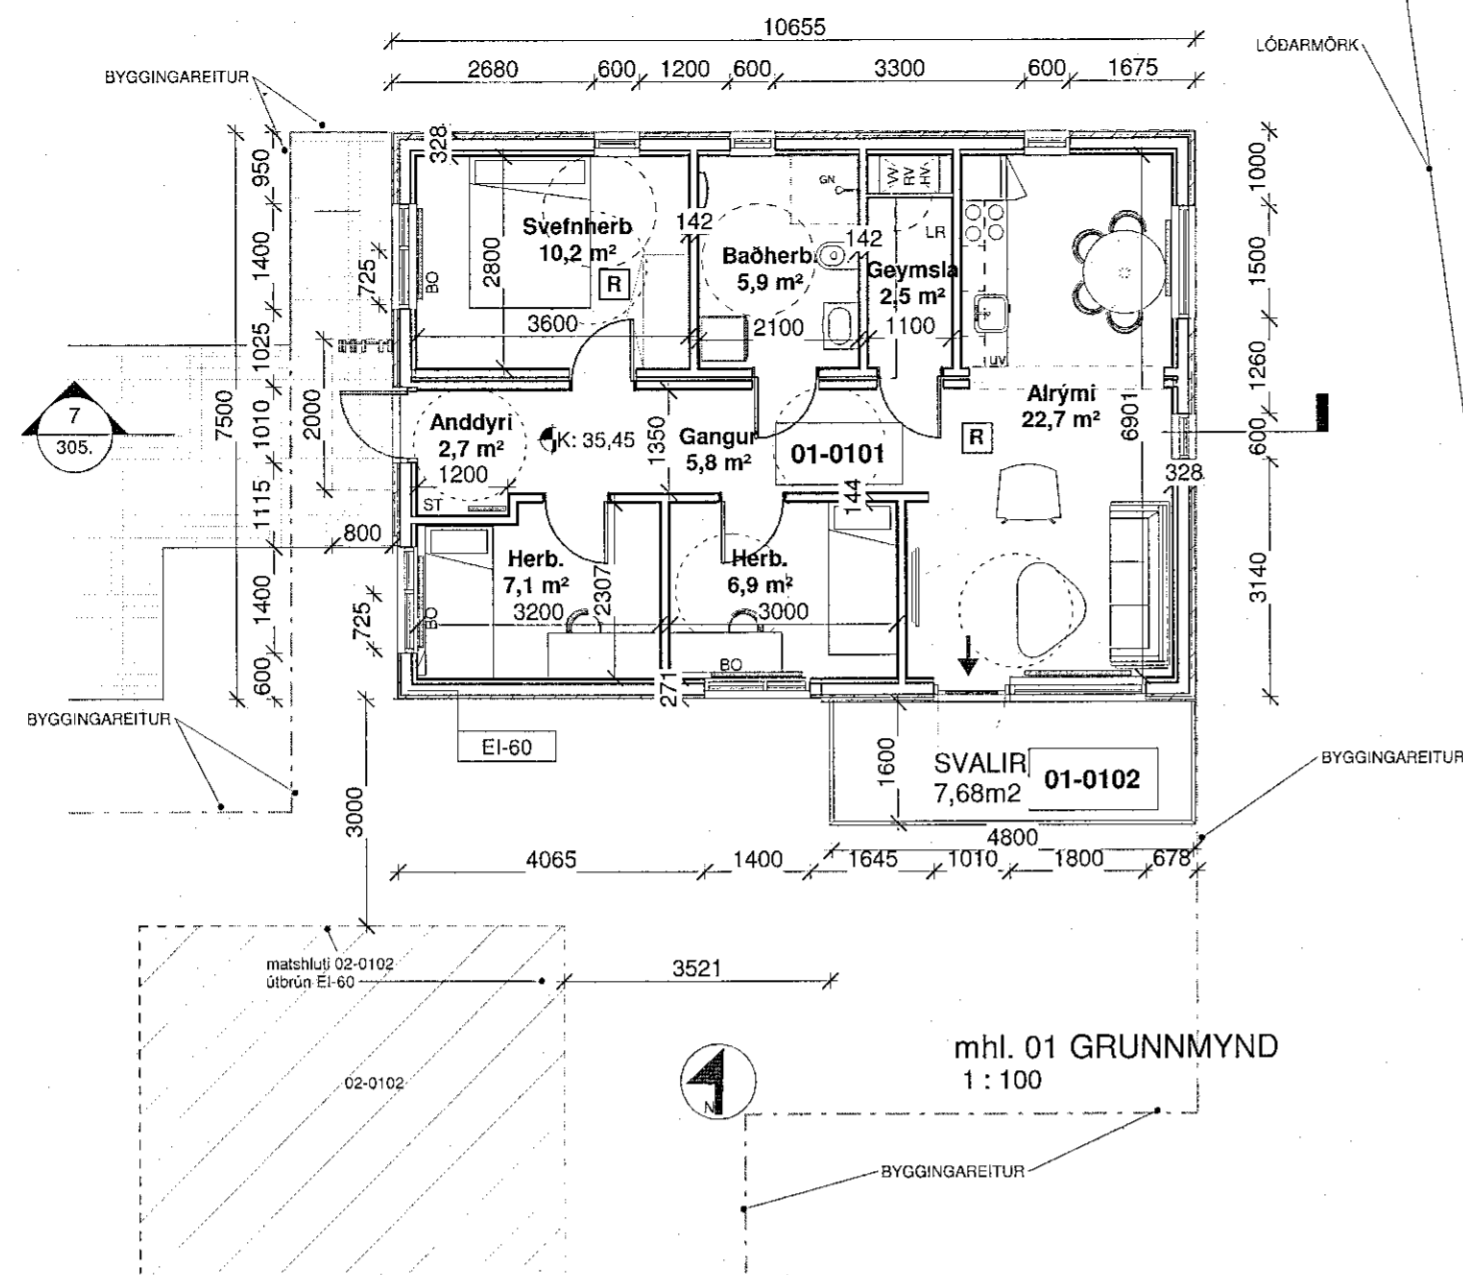 10655
LÓÐARMÖRK
BYGGINGAREITUR
2680 600 1200 600 3300 600 1675
328
950
1400
725
1025
7500
2000
1010
1115
800
1400
725
600
1000
1500
1260
600
3140
Svefnherb
10,2 m²
R
2800
BO
3600
142
Baðherb.
5,9 m²
GN
2100
142
VV
RV
HV
LR
Geymsla
2,5 m²
1100
UV
Alrými
22,7 m²
6901
R
328
7
305.
Anddyri
2,7 m²
1200
ST
K: 35,45
1350
Gangur
5,8 m²
01-0101
144
Herb.
7,1 m²
3200
2307
BO
Herb.
6,9 m²
3000
BO
271
BYGGINGAREITUR
EI-60
3000
1600
SVALIR
7,68m2
01-0102
BYGGINGAREITUR
4800
4065 1400 1645 1010 1800 678
matshluti 02-0102
útbrún EI-60
3521
02-0102
N
mhl. 01 GRUNNMYND
1 : 100
BYGGINGAREITUR